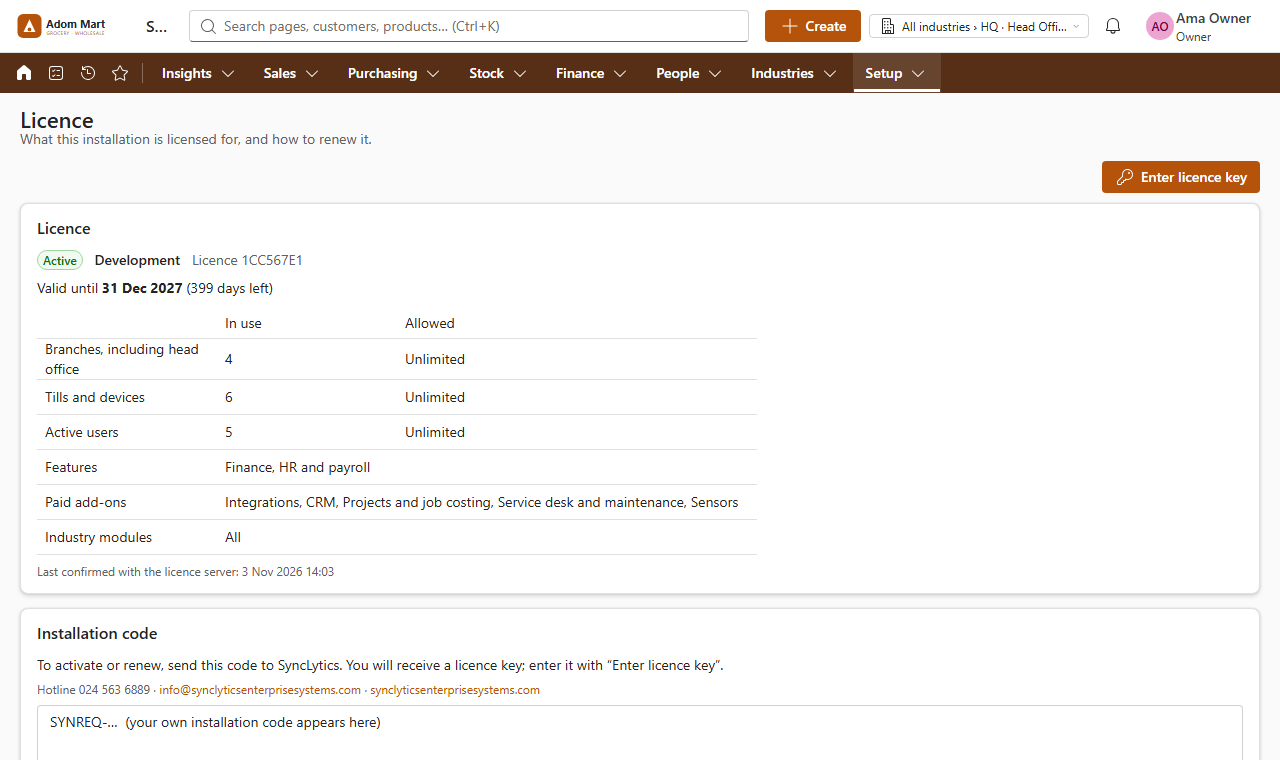 Adom Mart
GROCERY · WHOLESALE
S...
Search pages, customers, products... (Ctrl+K)
Create
All industries › HQ · Head Offi...
AO
Ama Owner
Owner
Insights
Sales
Purchasing
Stock
Finance
People
Industries
Setup
Licence
What this installation is licensed for, and how to renew it.
Enter licence key
Licence
Active Development Licence 1CC567E1
Valid until 31 Dec 2027 (399 days left)
In use Allowed
Branches, including head office 4 Unlimited
Tills and devices 6 Unlimited
Active users 5 Unlimited
Features Finance, HR and payroll
Paid add-ons Integrations, CRM, Projects and job costing, Service desk and maintenance, Sensors
Industry modules All
Last confirmed with the licence server: 3 Nov 2026 14:03
Installation code
To activate or renew, send this code to SyncLytics. You will receive a licence key; enter it with “Enter licence key”.
Hotline 024 563 6889 · info@synclyticsenterprisesystems.com · synclyticsenterprisesystems.com
SYNREQ-... (your own installation code appears here)